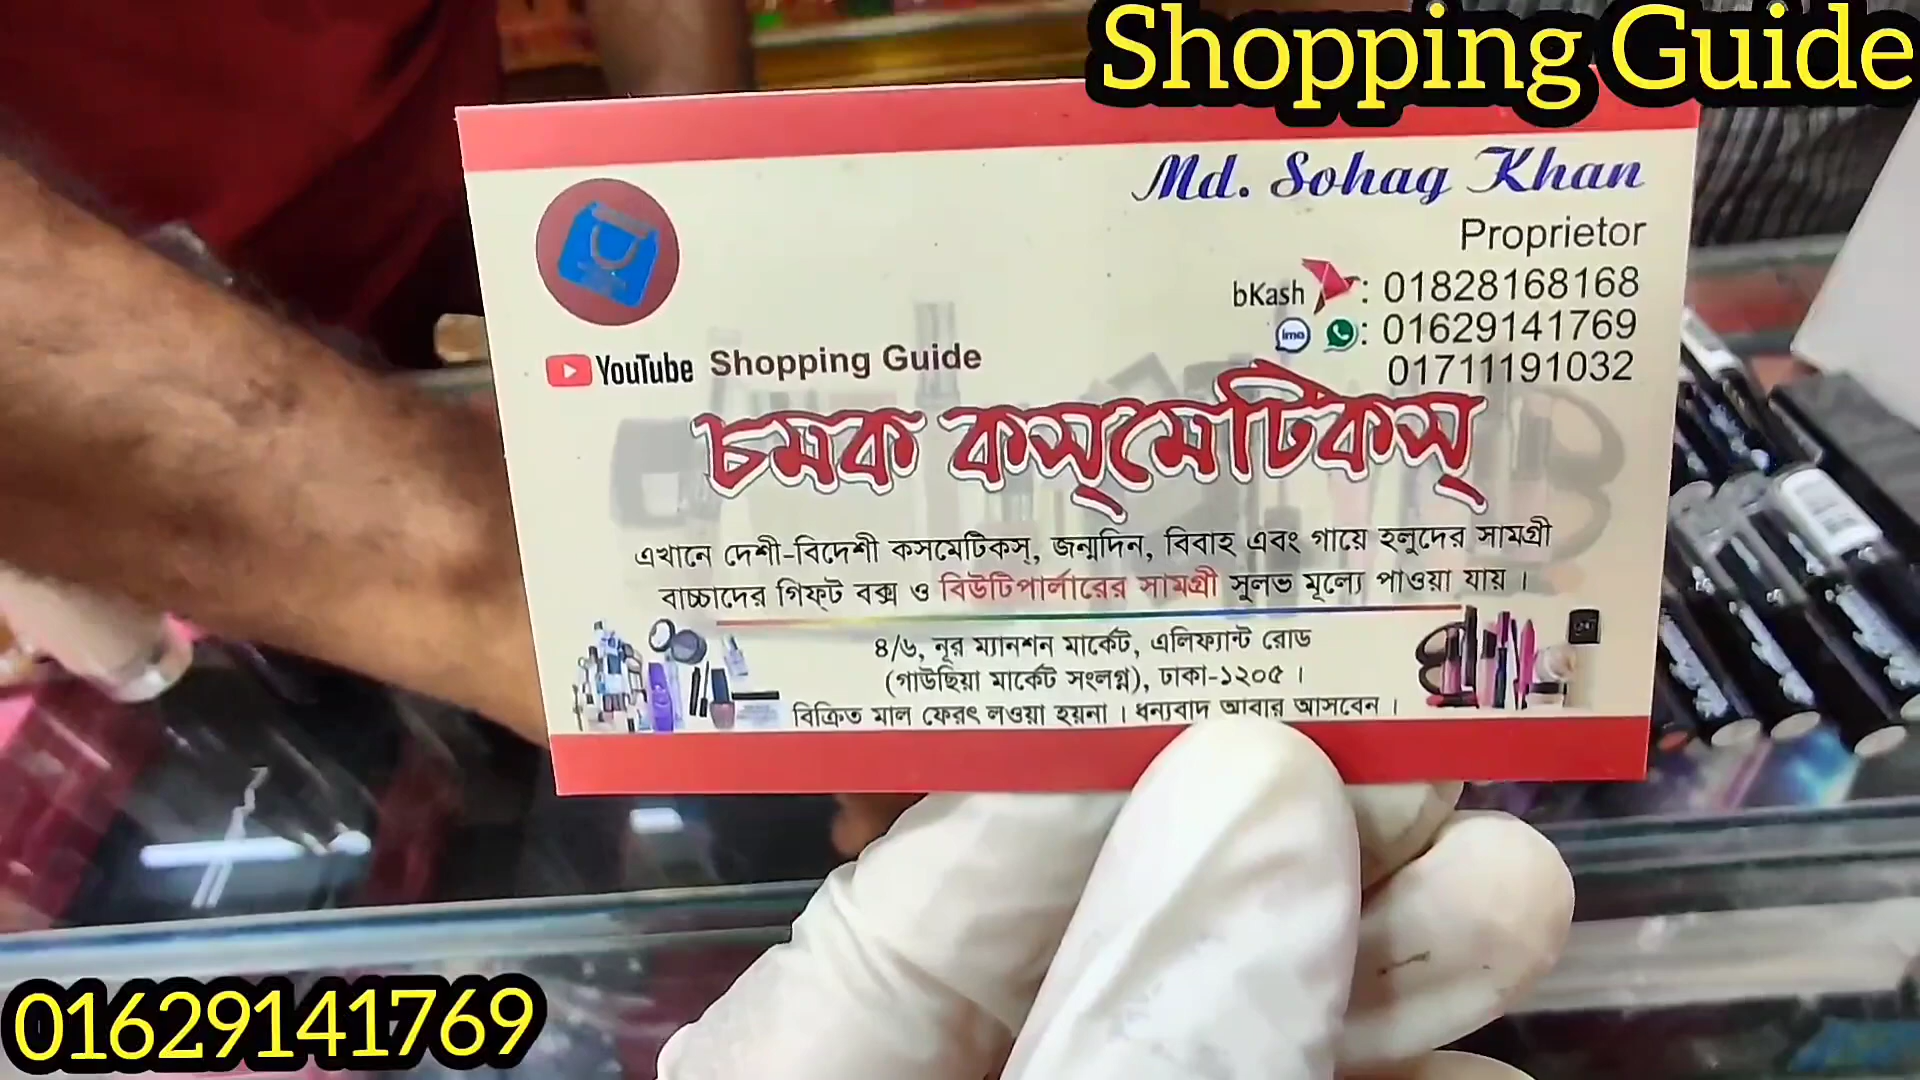 Shopping Guide
Md. Sohag Khan
Proprietor
bKash : 01828168168
imo : 01629141769
01711191032
YouTube Shopping Guide
চমক কস্মেটিকস্
এখানে দেশী-বিদেশী কসমেটিকস্, জন্মদিন, বিবাহ এবং গায়ে হলুদের সামগ্রী
বাচ্চাদের গিফ্ট বক্স ও বিউটিপার্লারের সামগ্রী সুলভ মূল্যে পাওয়া যায় ।
৪/৬, নূর ম্যানশন মার্কেট, এলিফ্যান্ট রোড
(গাউছিয়া মার্কেট সংলগ্ন), ঢাকা-১২০৫ ।
বিক্রিত মাল ফেরৎ লওয়া হয়না । ধন্যবাদ আবার আসবেন ।
01629141769